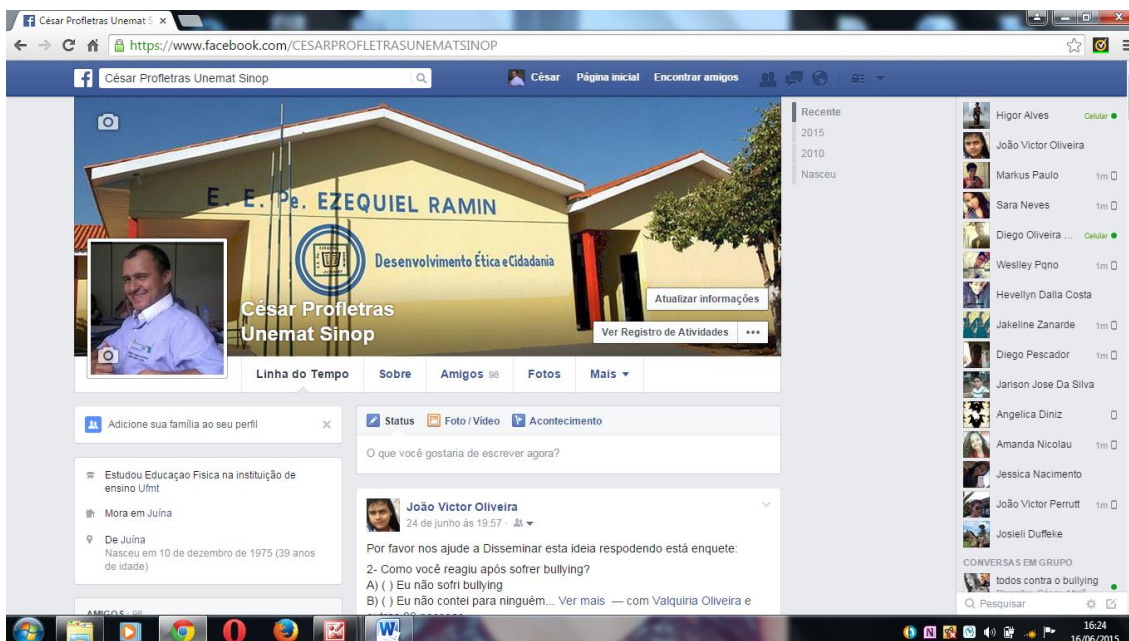 César Profletras Unemat S
https://www.facebook.com/CESARPROFLETRASUNEMATSINOP
César Profletras Unemat Sinop
César Página inicial Encontrar amigos
E. E. Pe. EZEQUIEL RAMIN
Desenvolvimento Ética e Cidadania
César Profletras
Unemat Sinop
Atualizar informações
Ver Registro de Atividades
Linha do Tempo Sobre Amigos 98 Fotos Mais
Recente
2015
2010
Nasceu
Adicione sua família ao seu perfil
Estudou Educaçao Fisica na instituição de
ensino Ufmt
Mora em Juína
De Juína
Nasceu em 10 de dezembro de 1975 (39 anos
de idade)
AMIGOS · 98
Status Foto / Vídeo Acontecimento
O que você gostaria de escrever agora?
João Victor Oliveira
24 de junho às 19:57
Por favor nos ajude a Disseminar esta ideia respodendo está enquete:
2- Como você reagiu após sofrer bullying?
A) ( ) Eu não sofri bullying
B) ( ) Eu não contei para ninguém... Ver mais — com Valquiria Oliveira e
Higor Alves Celular
João Victor Oliveira
Markus Paulo 1m
Sara Neves 1m
Diego Oliveira ... Celular
Weslley Pqno 1m
Hevellyn Dalla Costa
Jakeline Zanarde 1m
Diego Pescador 1m
Jarison Jose Da Silva
Angelica Diniz
Amanda Nicolau 1m
Jessica Nacimento
João Victor Perrutt 1m
Josieli Duffeke
CONVERSAS EM GRUPO
todos contra o bullying
Pesquisar
16:24
16/06/2015